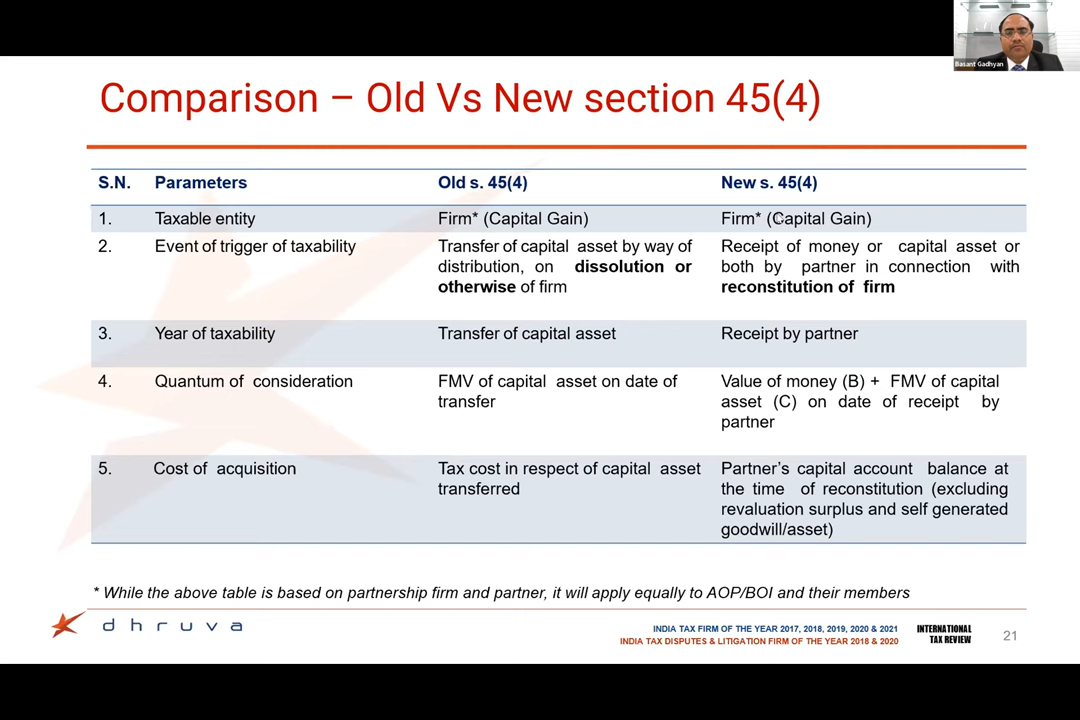 Basant Gadhyan
Comparison – Old Vs New section 45(4)
S.N. Parameters Old s. 45(4) New s. 45(4)
1. Taxable entity Firm* (Capital Gain) Firm* (Capital Gain)
2. Event of trigger of taxability Transfer of capital asset by way of Receipt of money or capital asset or
distribution, on dissolution or both by partner in connection with
otherwise of firm reconstitution of firm
3. Year of taxability Transfer of capital asset Receipt by partner
4. Quantum of consideration FMV of capital asset on date of Value of money (B) + FMV of capital
transfer asset (C) on date of receipt by
partner
5. Cost of acquisition Tax cost in respect of capital asset Partner's capital account balance at
transferred the time of reconstitution (excluding
revaluation surplus and self generated
goodwill/asset)
* While the above table is based on partnership firm and partner, it will apply equally to AOP/BOI and their members
dhruva
INDIA TAX FIRM OF THE YEAR 2017, 2018, 2019, 2020 & 2021
INDIA TAX DISPUTES & LITIGATION FIRM OF THE YEAR 2018 & 2020
INTERNATIONAL
TAX REVIEW
21